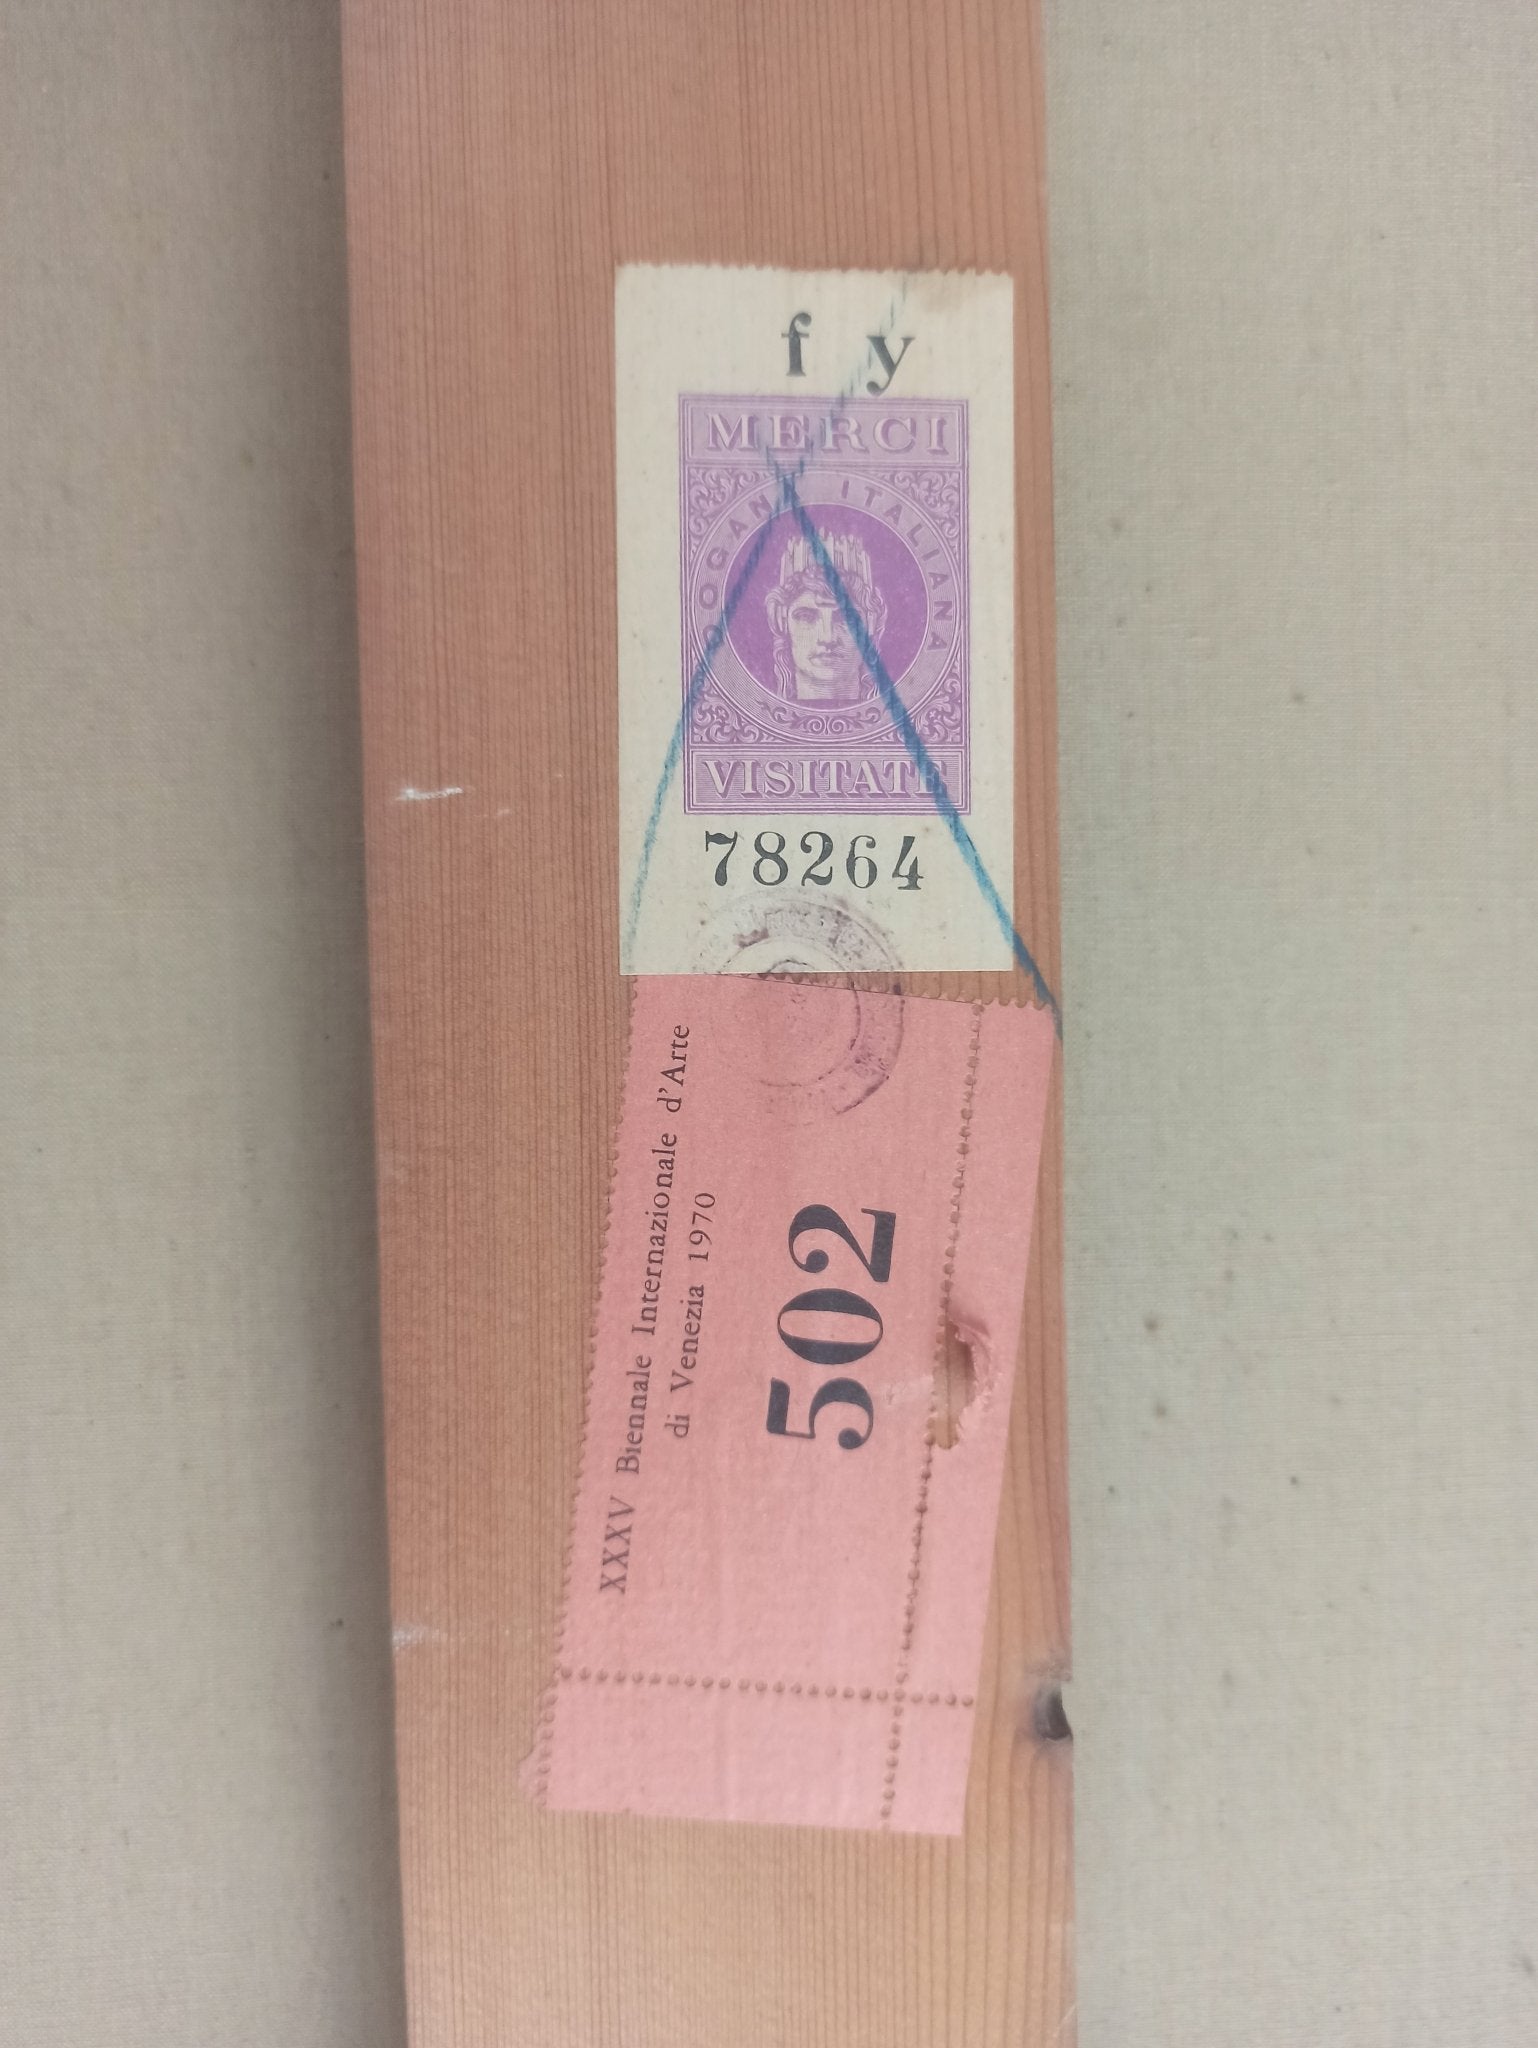 f y
MERCI
DOGANA ITALIANA
VISITATE
78264
XXXV Biennale Internazionale d'Arte
di Venezia 1970
502